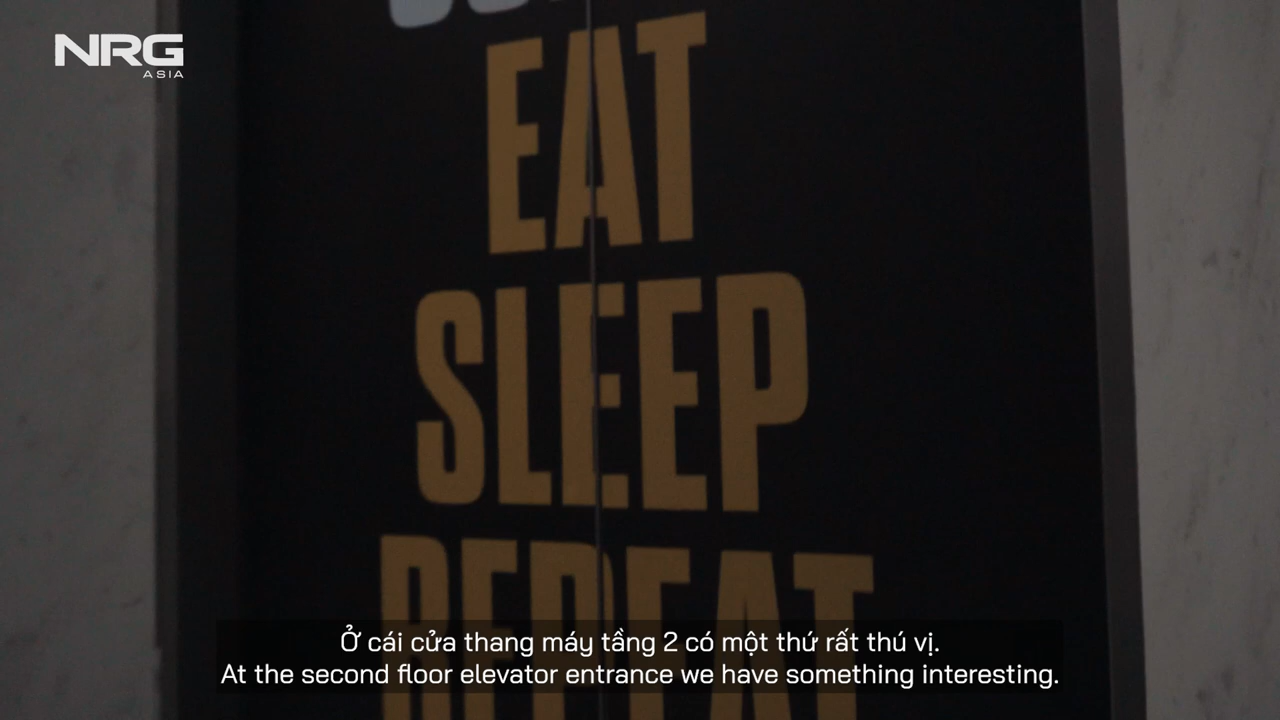 NRG
ASIA
EAT
SLEEP
REPEAT
Ở cái cửa thang máy tầng 2 có một thứ rất thú vị.
At the second floor elevator entrance we have something interesting.